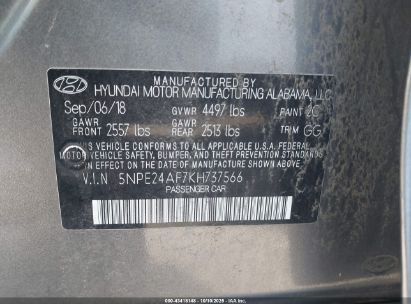 MANUFACTURED BY
HYUNDAI MOTOR MANUFACTURING ALABAMA, LLC
Sep/06/18 GVWR 4497 lbs PAINT 2C
GAWR FRONT 2557 lbs GAWR REAR 2513 lbs TRIM GG
MOTOR
VEHICLE CONFORMS TO ALL APPLICABLE U.S.A. FEDERAL
SAFETY, BUMPER, AND THEFT PREVENTION STANDARDS
IN EFFECT ON THE DATE OF MANUFACTURE SHOWN ABOVE.
V.I.N 5NPE24AF7KH737566
PASSENGER CAR